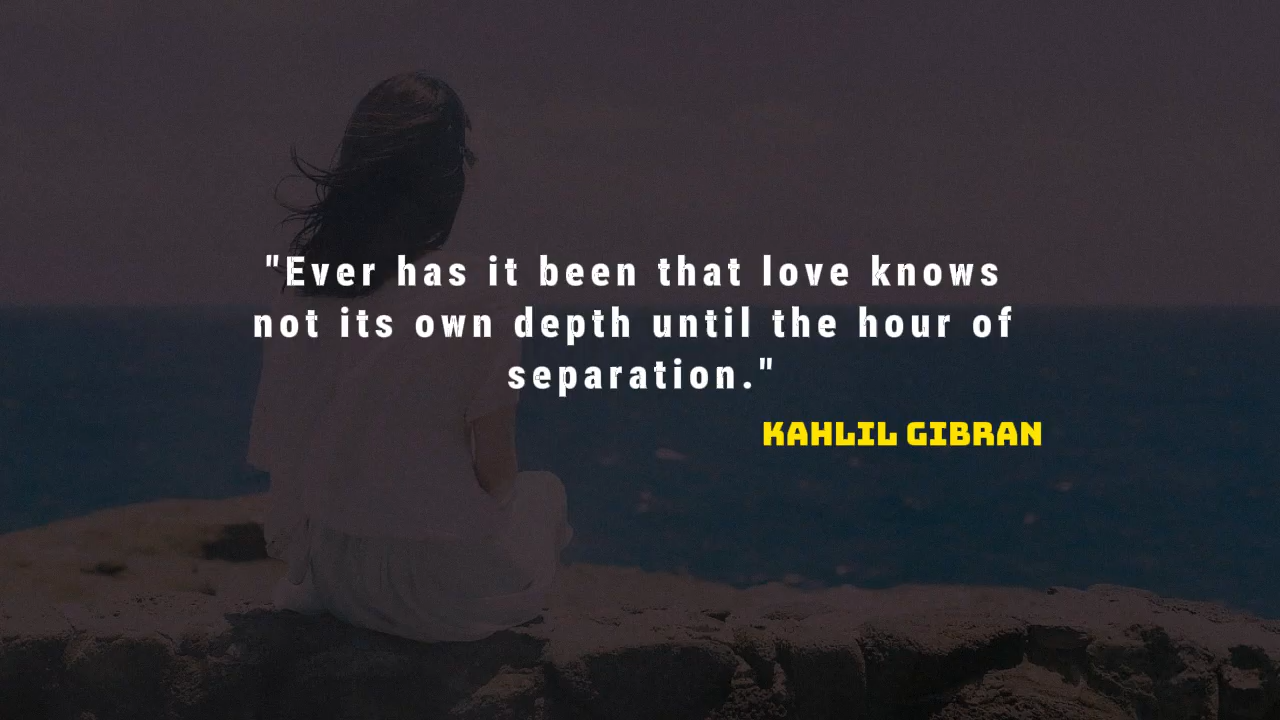 "Ever has it been that love knows
not its own depth until the hour of
separation."
KAHLIL GIBRAN